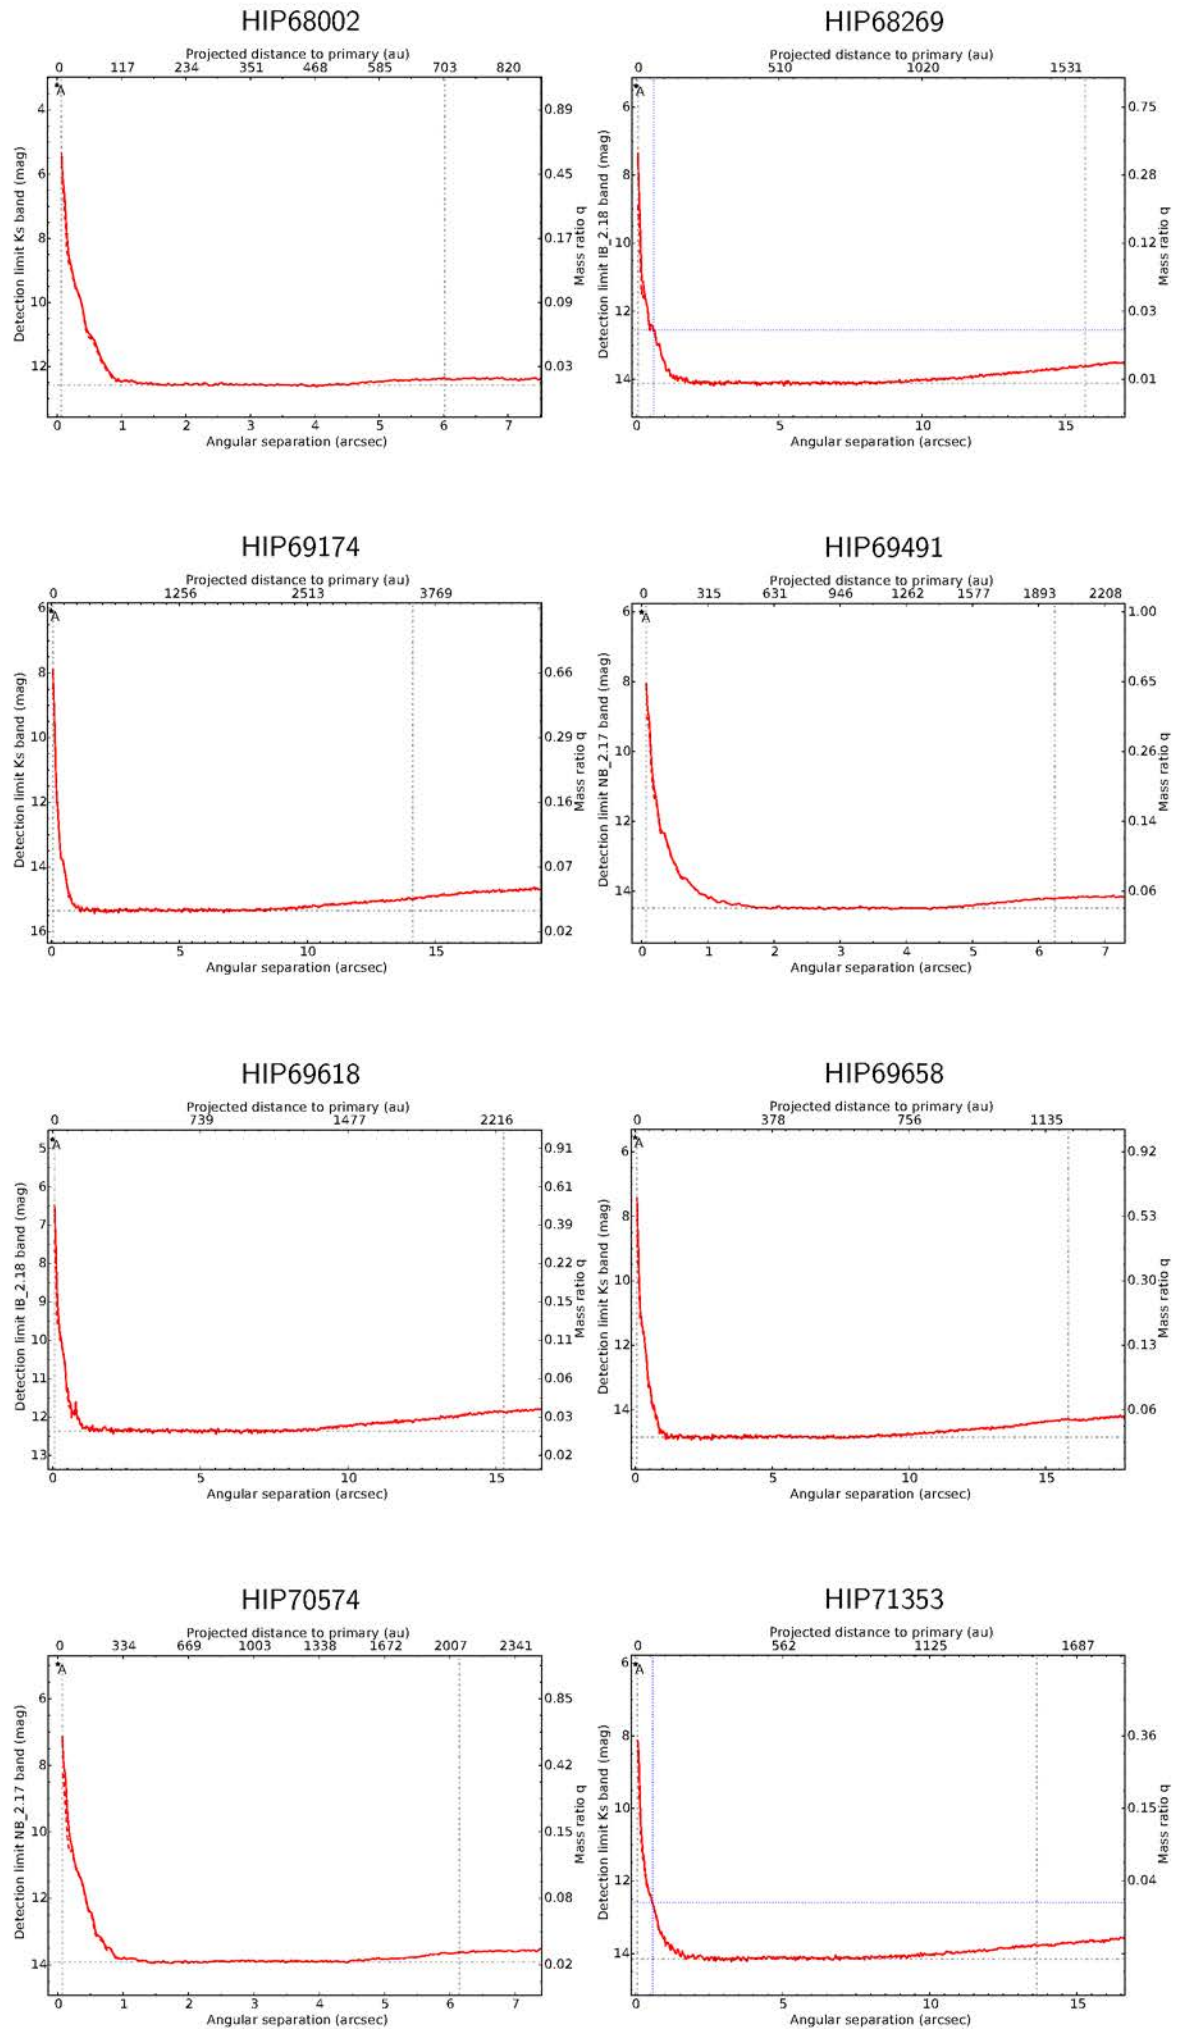 HIP68002
Projected distance to primary (au)
0 117 234 351 468 585 703 820
A
Detection limit Ks band (mag)
4
6
8
10
12
0.89
0.45
0.17
0.09
0.03
Mass ratio q
0 1 2 3 4 5 6 7
Angular separation (arcsec)
HIP68269
Projected distance to primary (au)
0 510 1020 1531
A
Detection limit IB_2.18 band (mag)
6
8
10
12
14
0.75
0.28
0.12
0.03
0.01
Mass ratio q
0 5 10 15
Angular separation (arcsec)
HIP69174
Projected distance to primary (au)
0 1256 2513 3769
A
Detection limit Ks band (mag)
6
8
10
12
14
16
0.66
0.29
0.16
0.07
0.02
Mass ratio q
0 5 10 15
Angular separation (arcsec)
HIP69491
Projected distance to primary (au)
0 315 631 946 1262 1577 1893 2208
A
Detection limit NB_2.17 band (mag)
6
8
10
12
14
1.00
0.65
0.26
0.14
0.06
Mass ratio q
0 1 2 3 4 5 6 7
Angular separation (arcsec)
HIP69618
Projected distance to primary (au)
0 739 1477 2216
A
Detection limit IB_2.18 band (mag)
5
6
7
8
9
10
11
12
13
0.91
0.61
0.39
0.22
0.15
0.11
0.06
0.03
0.02
Mass ratio q
0 5 10 15
Angular separation (arcsec)
HIP69658
Projected distance to primary (au)
0 378 756 1135
A
Detection limit Ks band (mag)
6
8
10
12
14
0.92
0.53
0.30
0.13
0.06
Mass ratio q
0 5 10 15
Angular separation (arcsec)
HIP70574
Projected distance to primary (au)
0 334 669 1003 1338 1672 2007 2341
A
Detection limit NB_2.17 band (mag)
6
8
10
12
14
0.85
0.42
0.15
0.08
0.02
Mass ratio q
0 1 2 3 4 5 6 7
Angular separation (arcsec)
HIP71353
Projected distance to primary (au)
0 562 1125 1687
A
Detection limit Ks band (mag)
6
8
10
12
14
0.36
0.15
0.04
Mass ratio q
0 5 10 15
Angular separation (arcsec)